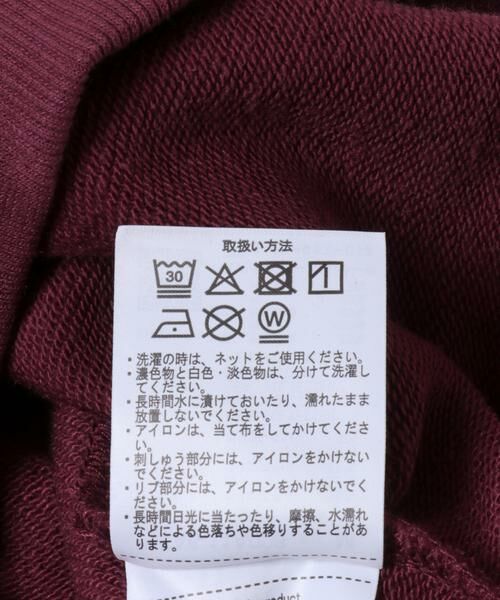 取扱い方法
30
W
・洗濯の時は、ネットをご使用ください。
・濃色物と白色・淡色物は、分けて洗濯し
てください。
・長時間水に漬けておいたり、濡れたまま
放置しないでください。
・アイロンは、当て布をしてかけてくださ
い。
・刺しゅう部分には、アイロンをかけない
でください。
・リブ部分には、アイロンをかけないでく
ださい。
・長時間日光に当たったり、摩擦、水濡れ
などによる色落ちや色移りすることがあ
ります。
product